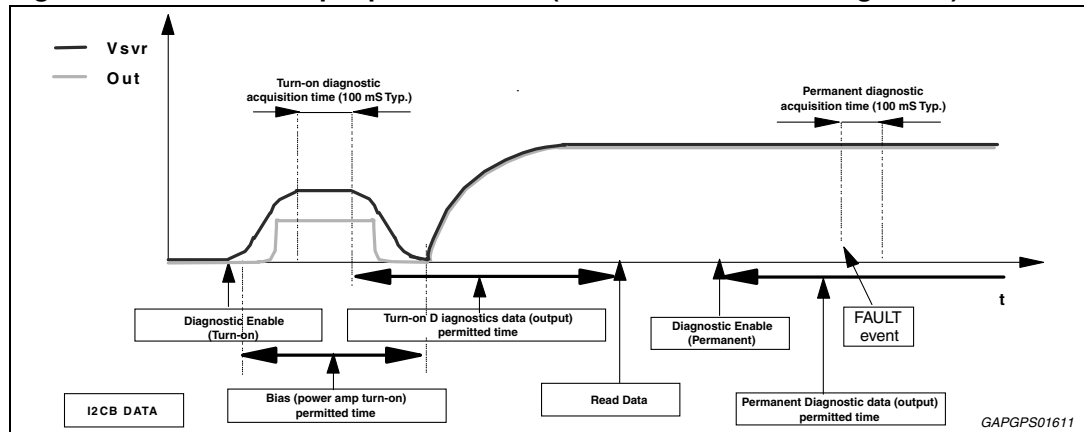 Vsvr
Out
Turn-on diagnostic
acquisition time (100 mS Typ.)
Permanent diagnostic
acquisition time (100 mS Typ.)
t
Diagnostic Enable
(Turn-on)
Turn-on D iagnostics data (output)
permitted time
Diagnostic Enable
(Permanent)
FAULT
event
Bias (power amp turn-on)
permitted time
Read Data
Permanent Diagnostic data (output)
permitted time
I2CB DATA
GAPGPS01611